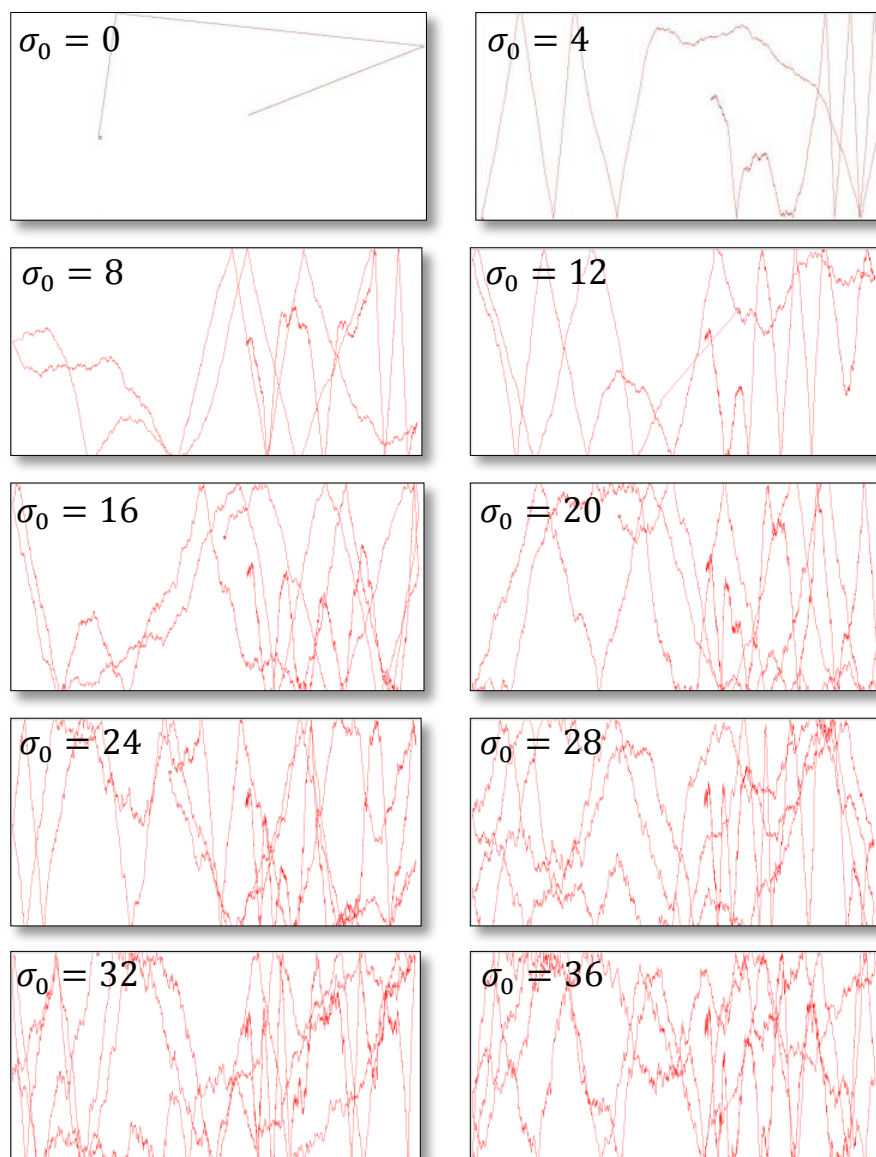 σ₀ = 0
σ₀ = 4
σ₀ = 8
σ₀ = 12
σ₀ = 16
σ₀ = 20
σ₀ = 24
σ₀ = 28
σ₀ = 32
σ₀ = 36